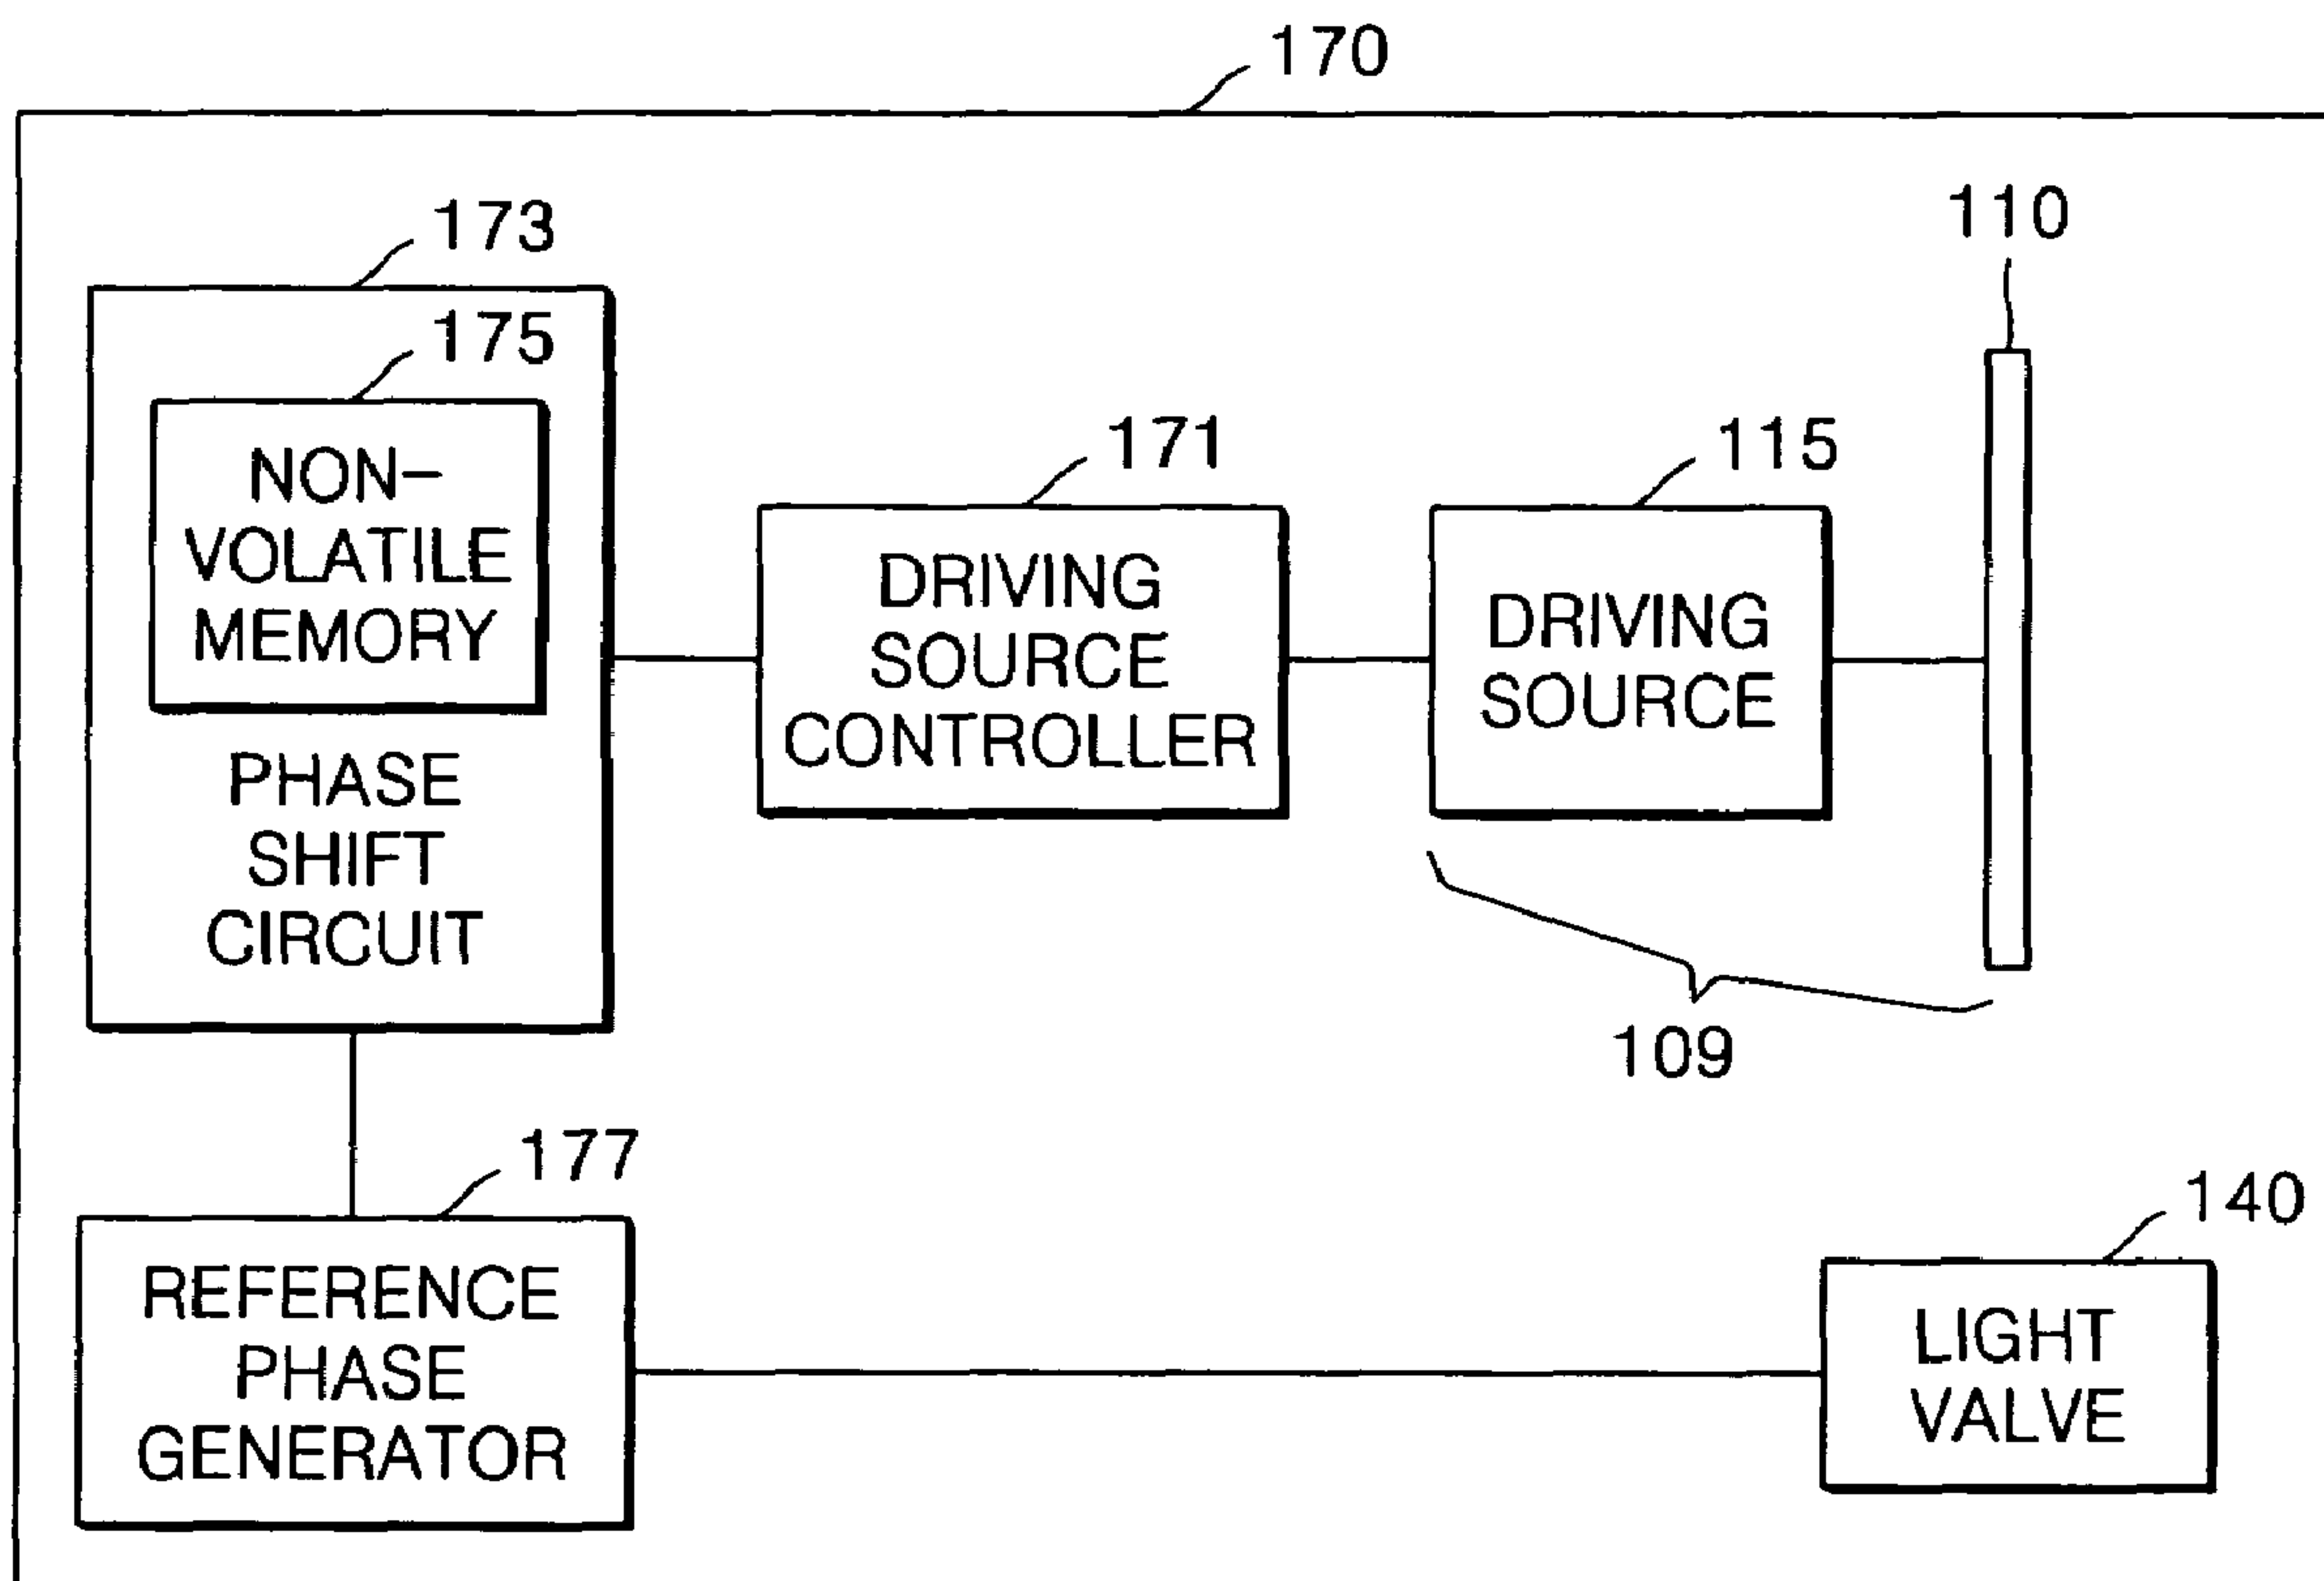 170
173
110
175
NON-
VOLATILE
MEMORY
171
115
DRIVING
SOURCE
CONTROLLER
DRIVING
SOURCE
PHASE
SHIFT
CIRCUIT
109
177
140
REFERENCE
PHASE
GENERATOR
LIGHT
VALVE